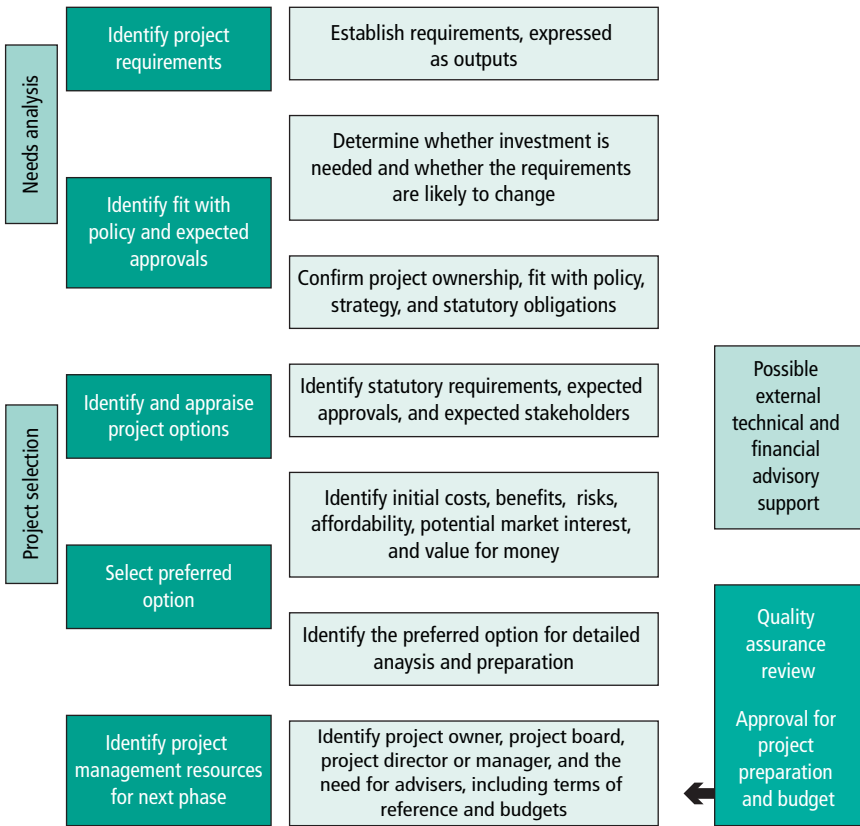 Needs analysis
Identify project
requirements
Establish requirements, expressed
as outputs
Determine whether investment is
needed and whether the requirements
are likely to change
Identify fit with
policy and expected
approvals
Confirm project ownership, fit with policy,
strategy, and statutory obligations
Project selection
Identify and appraise
project options
Identify statutory requirements, expected
approvals, and expected stakeholders
Possible
external
technical and
financial
advisory
support
Identify initial costs, benefits, risks,
affordability, potential market interest,
and value for money
Select preferred
option
Identify the preferred option for detailed
anaysis and preparation
Quality
assurance
review
Approval for
project
preparation
and budget
Identify project
management resources
for next phase
Identify project owner, project board,
project director or manager, and the
need for advisers, including terms of
reference and budgets